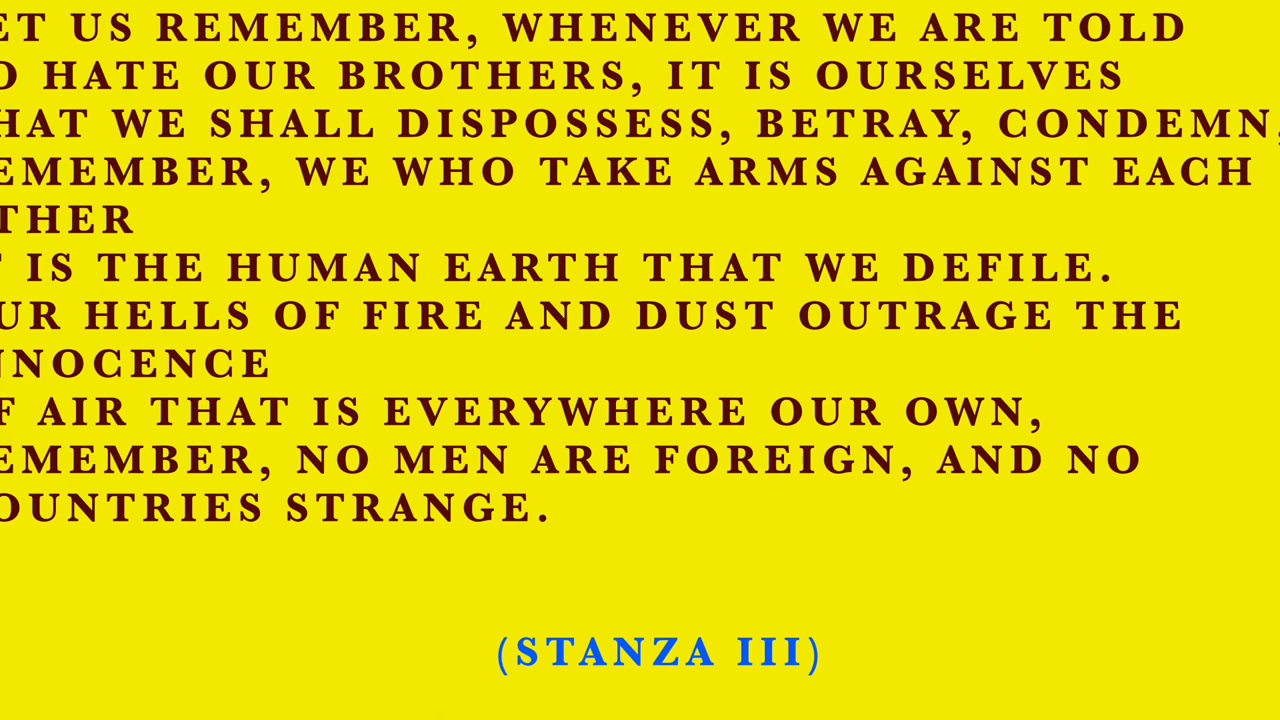 ET US REMEMBER, WHENEVER WE ARE TOLD
O HATE OUR BROTHERS, IT IS OURSELVES
HAT WE SHALL DISPOSSESS, BETRAY, CONDEMN,
EMEMBER, WE WHO TAKE ARMS AGAINST EACH
THER
IS THE HUMAN EARTH THAT WE DEFILE.
UR HELLS OF FIRE AND DUST OUTRAGE THE
NNOCENCE
F AIR THAT IS EVERYWHERE OUR OWN,
EMEMBER, NO MEN ARE FOREIGN, AND NO
OUNTRIES STRANGE.
(STANZA III)